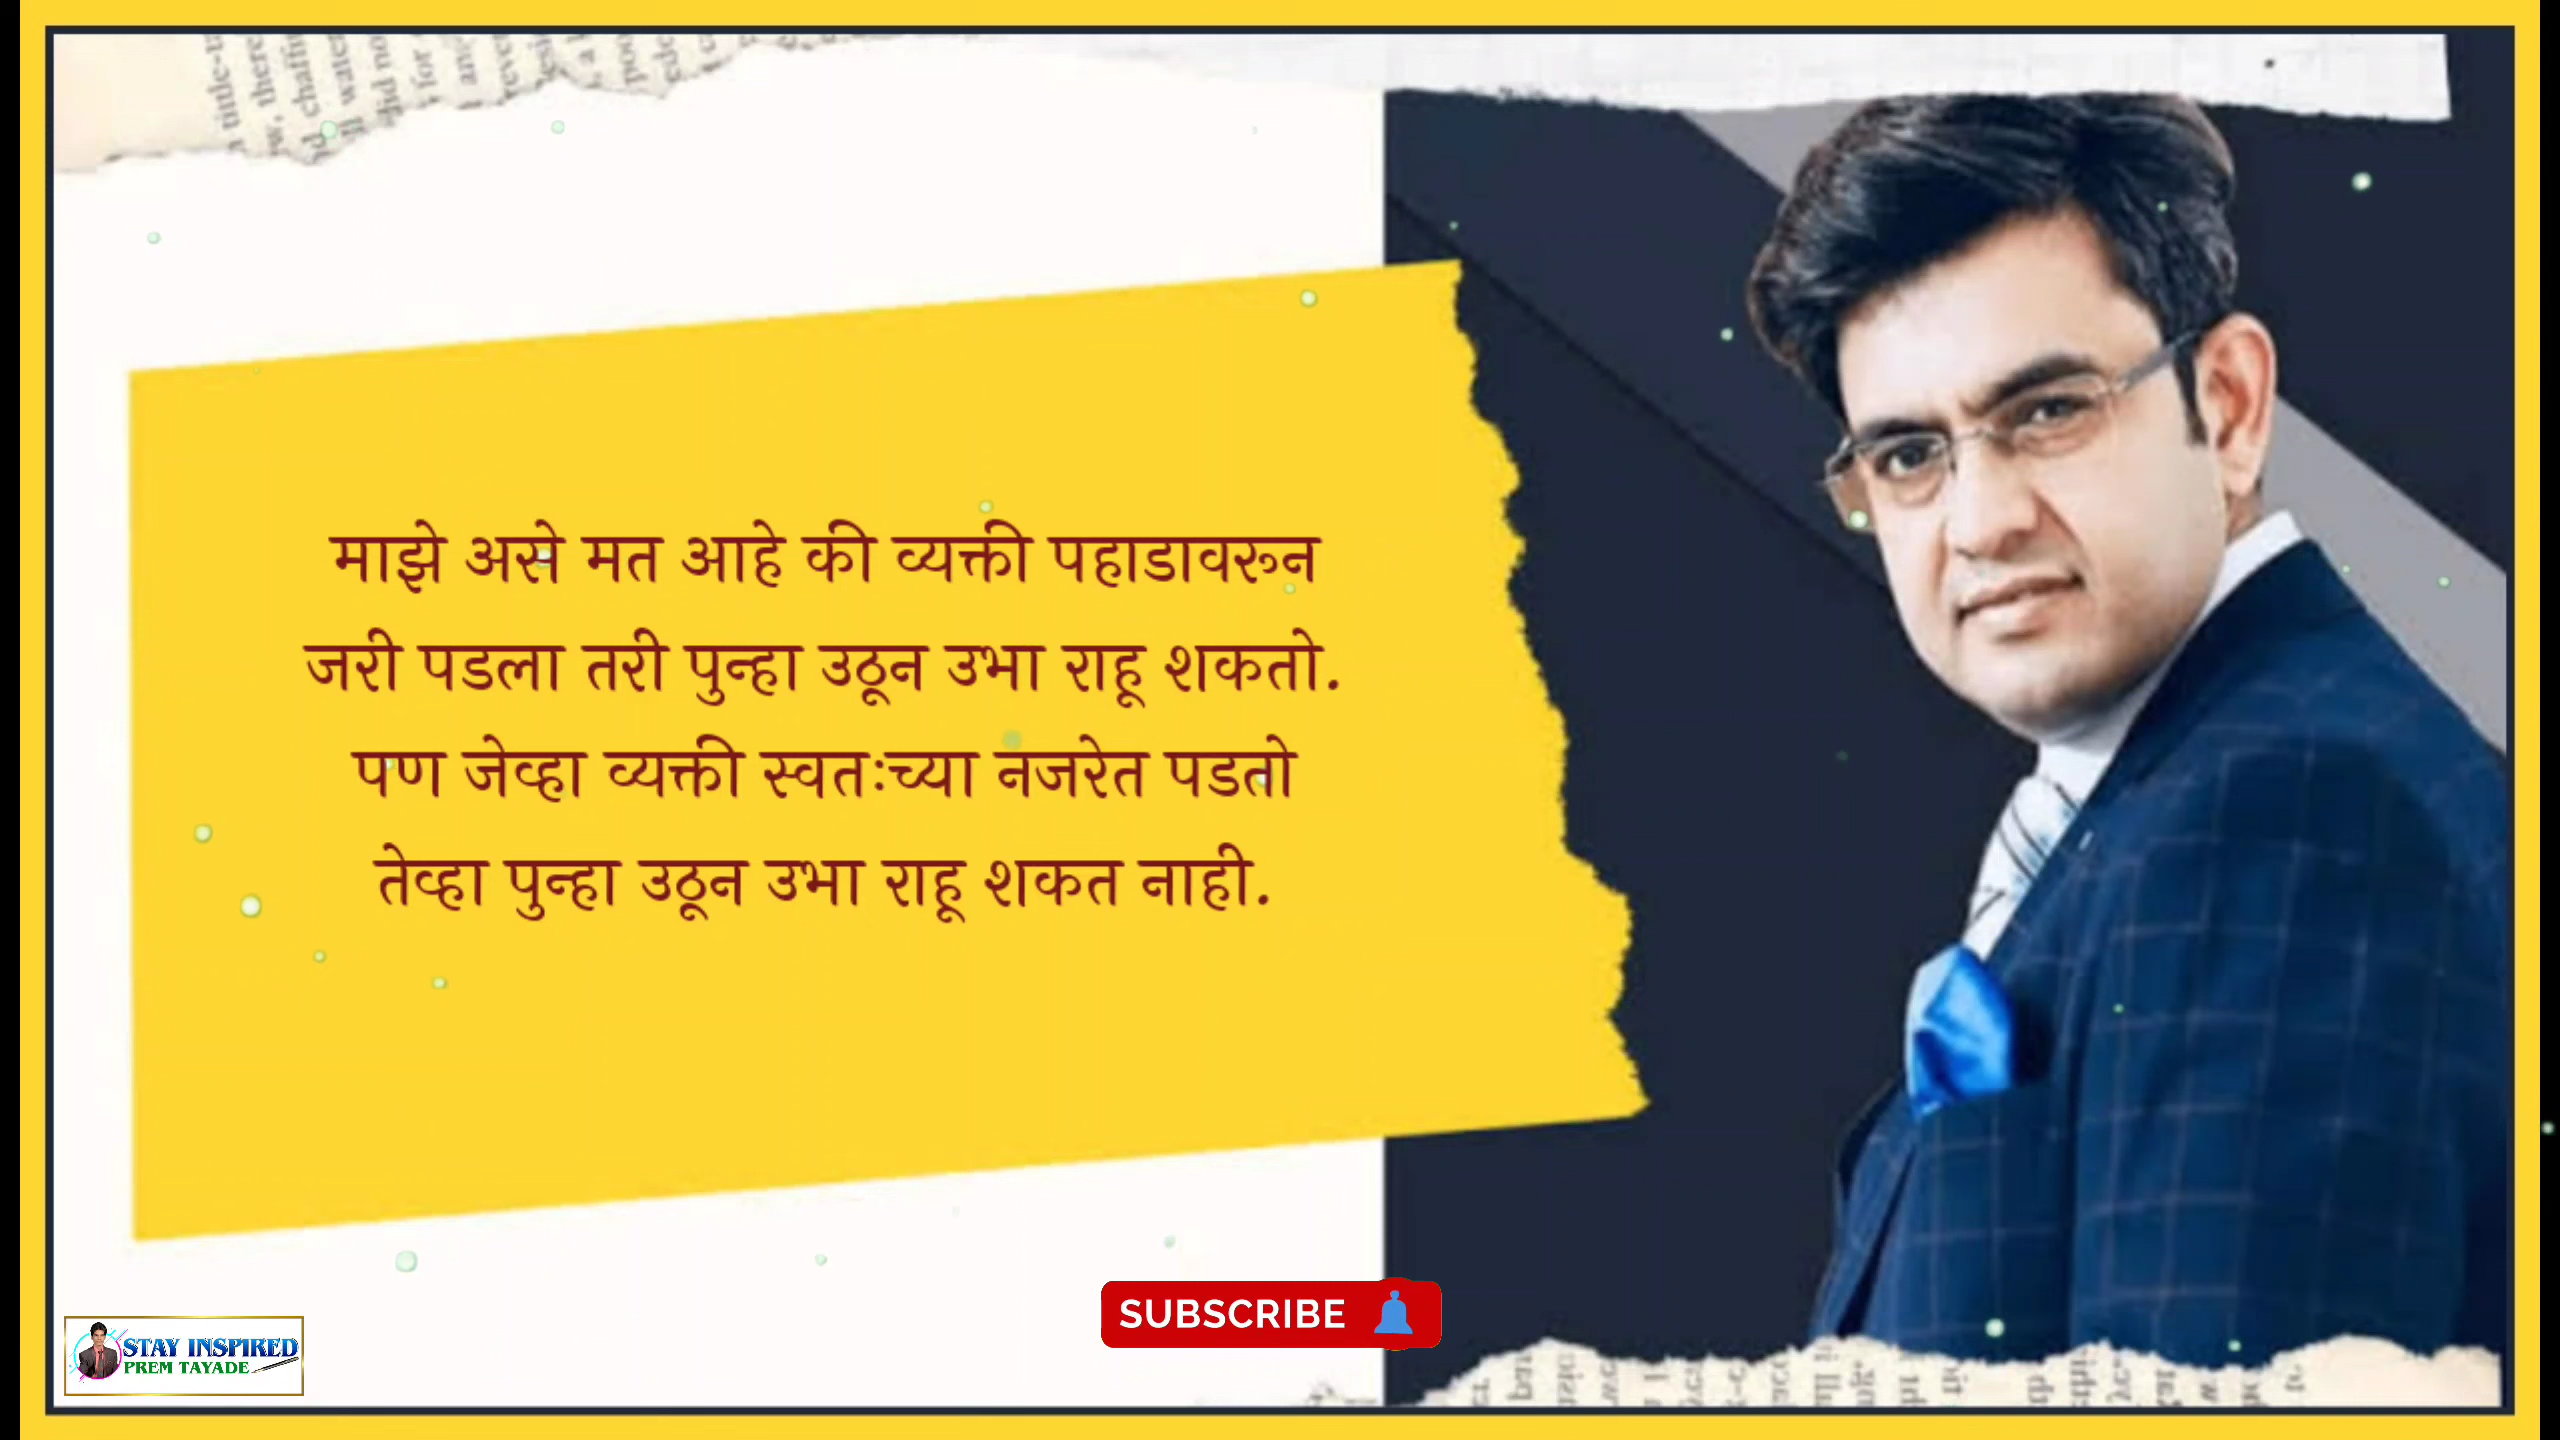 माझे असे मत आहे की व्यक्ती पहाडावरून
जरी पडला तरी पुन्हा उठून उभा राहू शकतो.
पण जेव्हा व्यक्ती स्वतःच्या नजरेत पडतो
तेव्हा पुन्हा उठून उभा राहू शकत नाही.
SUBSCRIBE
STAY INSPIRED
PREM TAYADE